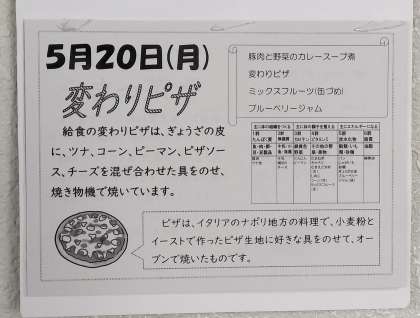 5月20日(月)
変わりピザ
豚肉と野菜のカレースープ煮
変わりピザ
ミックスフルーツ(缶づめ)
ブルーベリージャム
給食の変わりピザは、ぎょうざの皮
に、ツナ、コーン、ピーマン、ピザソー
ス、チーズを混ぜ合わせた具をのせ、
焼き物機で焼いています。
ピザは、イタリアのナポリ地方の料理で、小麦粉と
イーストで作ったピザ生地に好きな具をのせて、オー
ブンで焼いたものです。